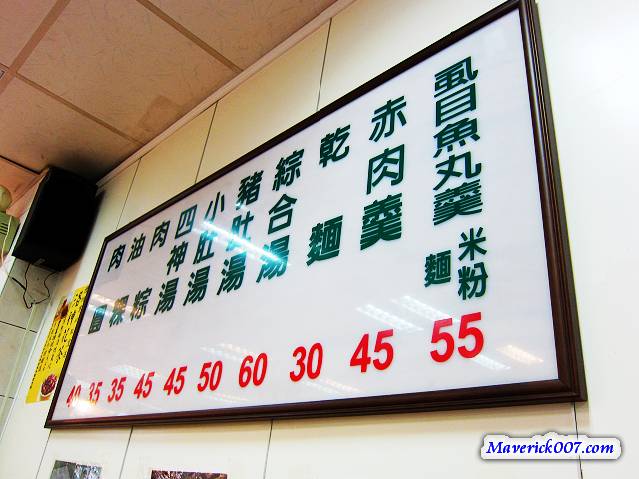 虱目魚丸羹 米粉 麵 55
赤肉羹 45
乾麵 30
綜合湯 60
豬肚湯 50
小肚湯 45
四神湯 45
肉粽 35
油粿 35
肉圓 40
Maverick007.com